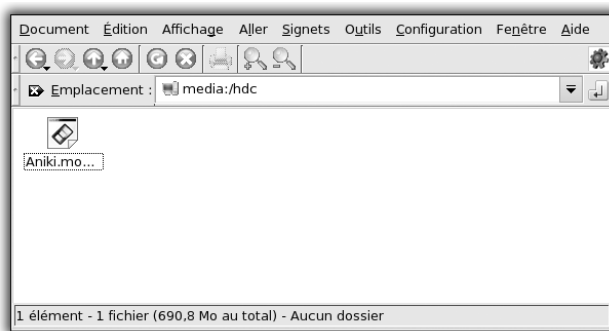 Document Édition Affichage Aller Signets Outils Configuration Fenêtre Aide
Emplacement : media:/hdc
Aniki.mo...
1 élément - 1 fichier (690,8 Mo au total) - Aucun dossier